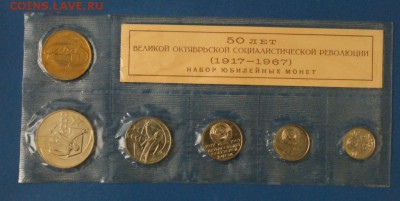 COINS.LAVE.RU
50 ЛЕТ
ВЕЛИКОЙ ОКТЯБРЬСКОЙ СОЦИАЛИСТИЧЕСКОЙ РЕВОЛЮЦИИ
(1917—1967)
НАБОР ЮБИЛЕЙНЫХ МОНЕТ